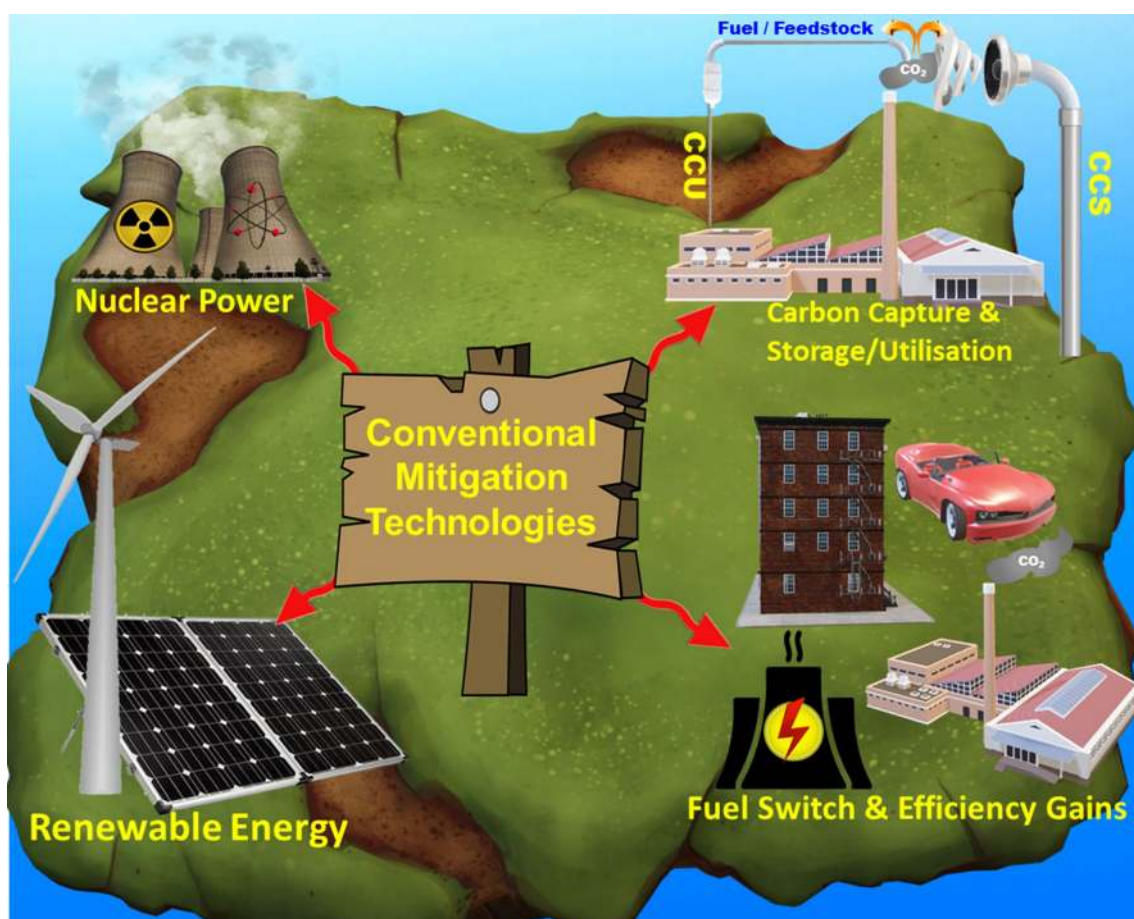 Fuel / Feedstock
CO₂
CCU
CCS
Nuclear Power
Carbon Capture &
Storage/Utilisation
Conventional
Mitigation
Technologies
CO₂
Renewable Energy
Fuel Switch & Efficiency Gains